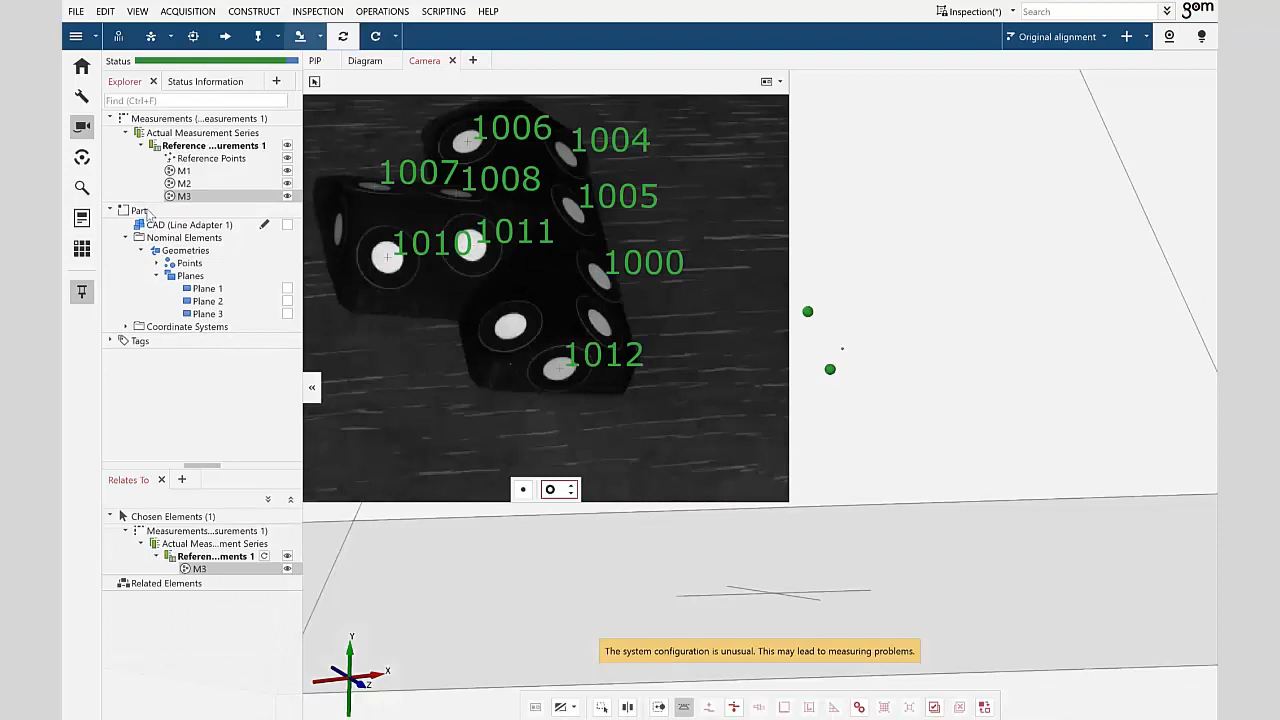 FILE EDIT VIEW ACQUISITION CONSTRUCT INSPECTION OPERATIONS SCRIPTING HELP
Inspection(*) Search gom
Original alignment
Status PIP Diagram Camera
Explorer Status Information
Find (Ctrl+F)
Measurements (...easurements 1)
Actual Measurement Series
Reference ...urements 1
Reference Points
M1
M2
M3
Part
CAD (Line Adapter 1)
Nominal Elements
Geometries
Points
Planes
Plane 1
Plane 2
Plane 3
Coordinate Systems
Tags
1006 1004
1007 1008 1005
1010 1011
1000
1012
Relates To
Chosen Elements (1)
Measurements...surements 1)
Actual Meas...ment Series
Referen...ments 1
M3
Related Elements
Y
X
Z
The system configuration is unusual. This may lead to measuring problems.